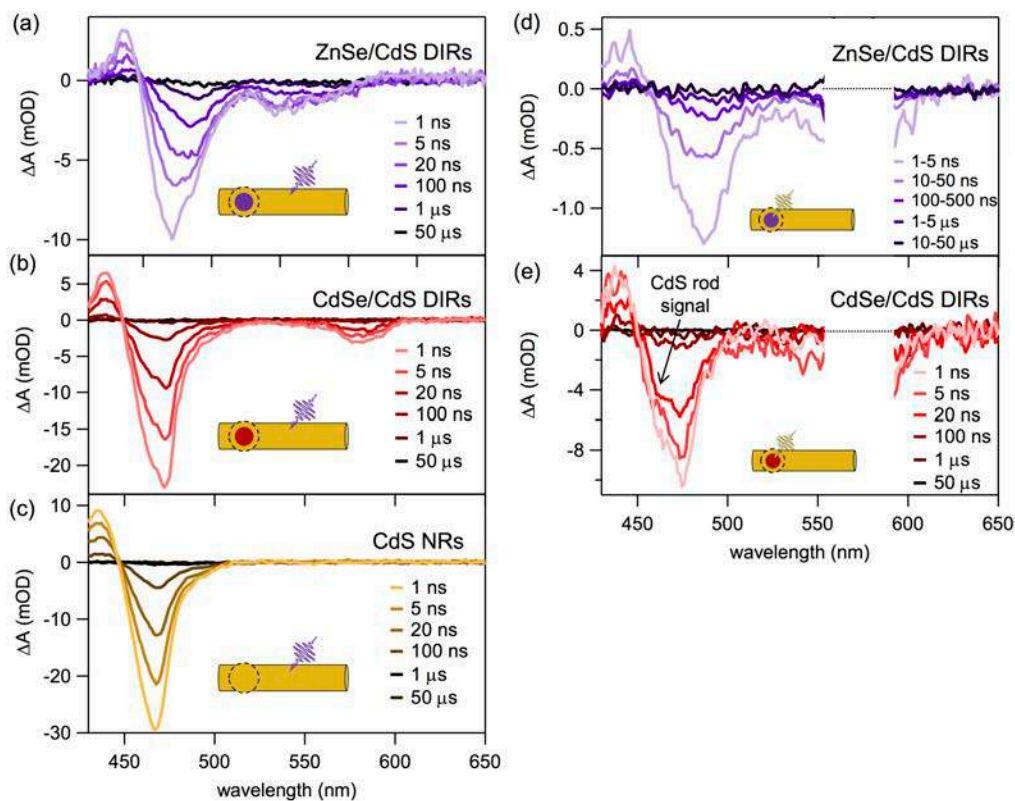 (a)
ZnSe/CdS DIRs
ΔA (mOD)
0
-5
-10
1 ns
5 ns
20 ns
100 ns
1 μs
50 μs
(b)
CdSe/CdS DIRs
ΔA (mOD)
5
0
-5
-10
-15
-20
1 ns
5 ns
20 ns
100 ns
1 μs
50 μs
(c)
CdS NRs
ΔA (mOD)
10
0
-10
-20
-30
1 ns
5 ns
20 ns
100 ns
1 μs
50 μs
450 500 550 600 650
wavelength (nm)
(d)
ZnSe/CdS DIRs
ΔA (mOD)
0.5
0.0
-0.5
-1.0
1-5 ns
10-50 ns
100-500 ns
1-5 μs
10-50 μs
(e)
CdSe/CdS DIRs
CdS rod
signal
ΔA (mOD)
4
0
-4
-8
1 ns
5 ns
20 ns
100 ns
1 μs
50 μs
450 500 550 600 650
wavelength (nm)